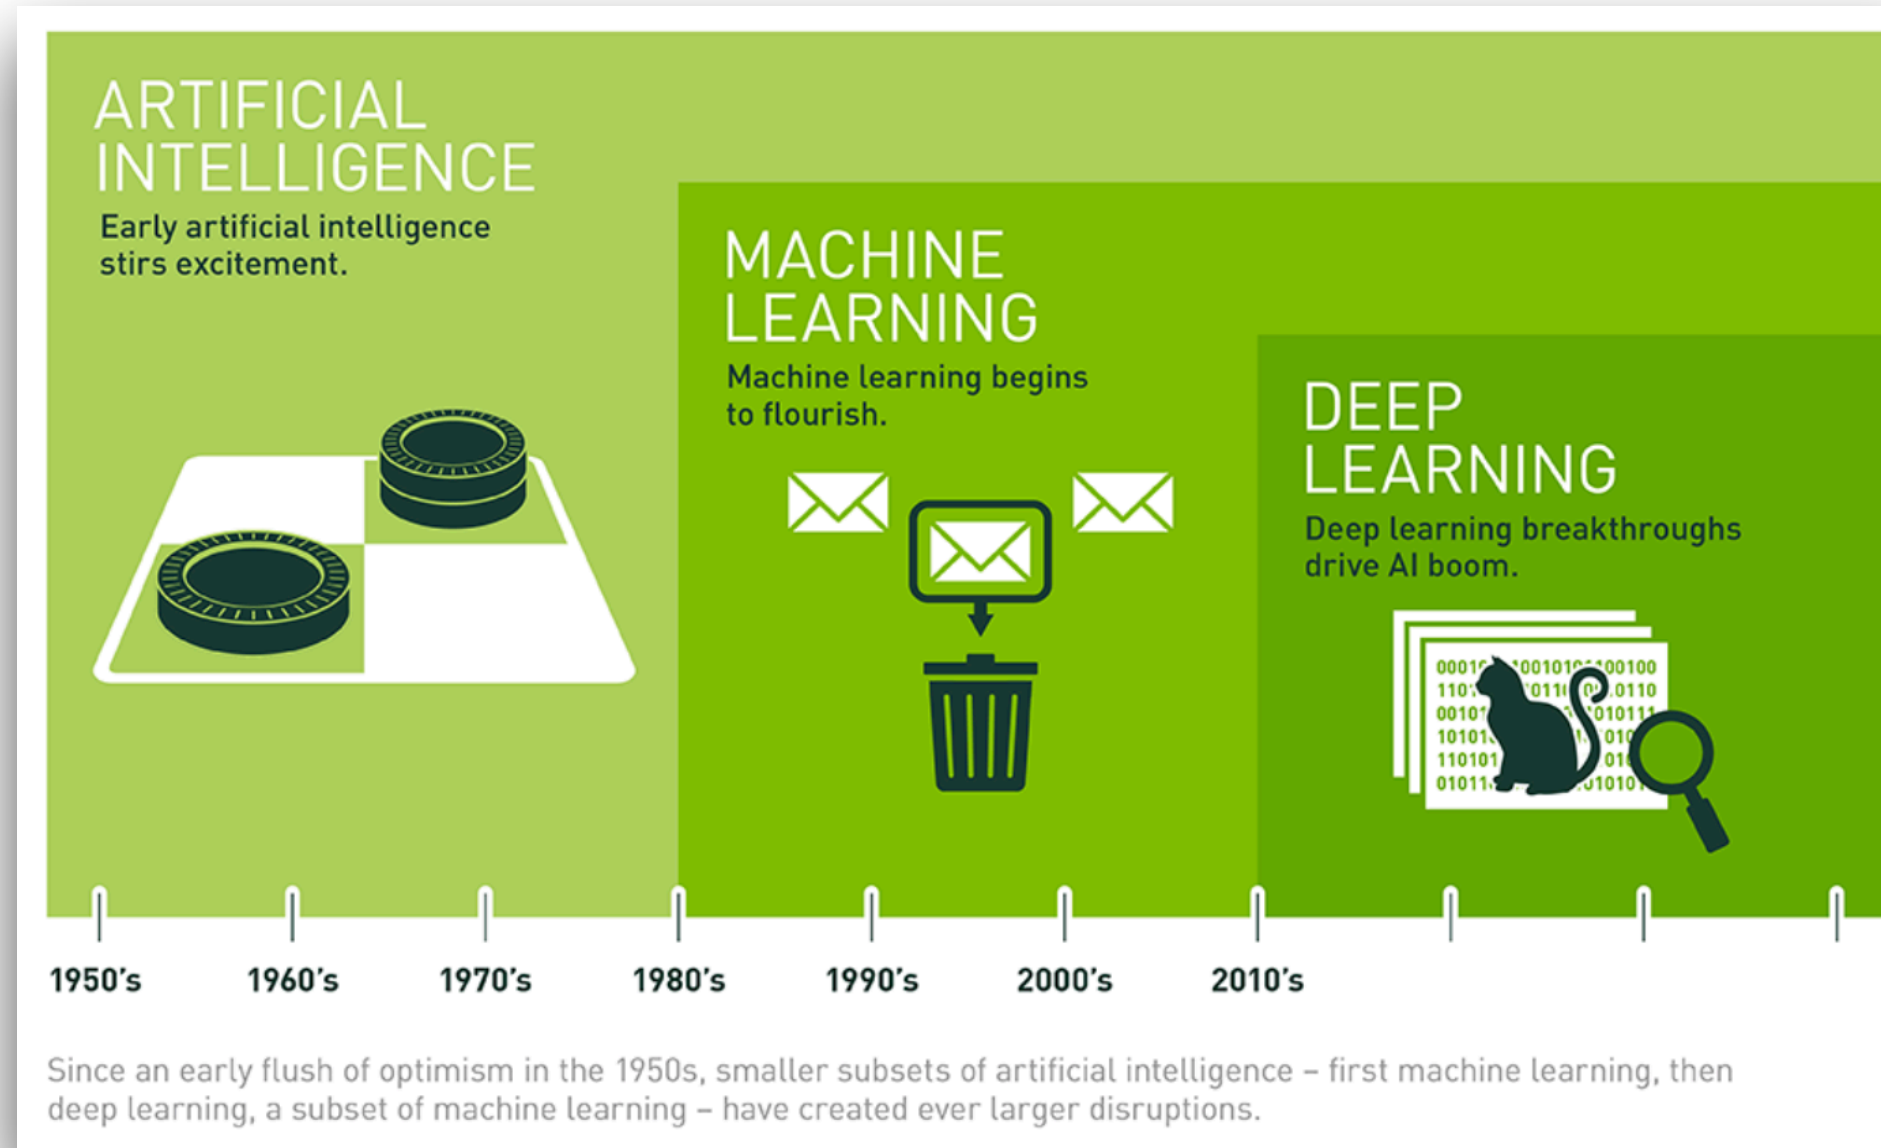 ARTIFICIAL
INTELLIGENCE
Early artificial intelligence
stirs excitement.
MACHINE
LEARNING
Machine learning begins
to flourish.
DEEP
LEARNING
Deep learning breakthroughs
drive AI boom.
1950's
1960's
1970's
1980's
1990's
2000's
2010's
Since an early flush of optimism in the 1950s, smaller subsets of artificial intelligence – first machine learning, then
deep learning, a subset of machine learning – have created ever larger disruptions.